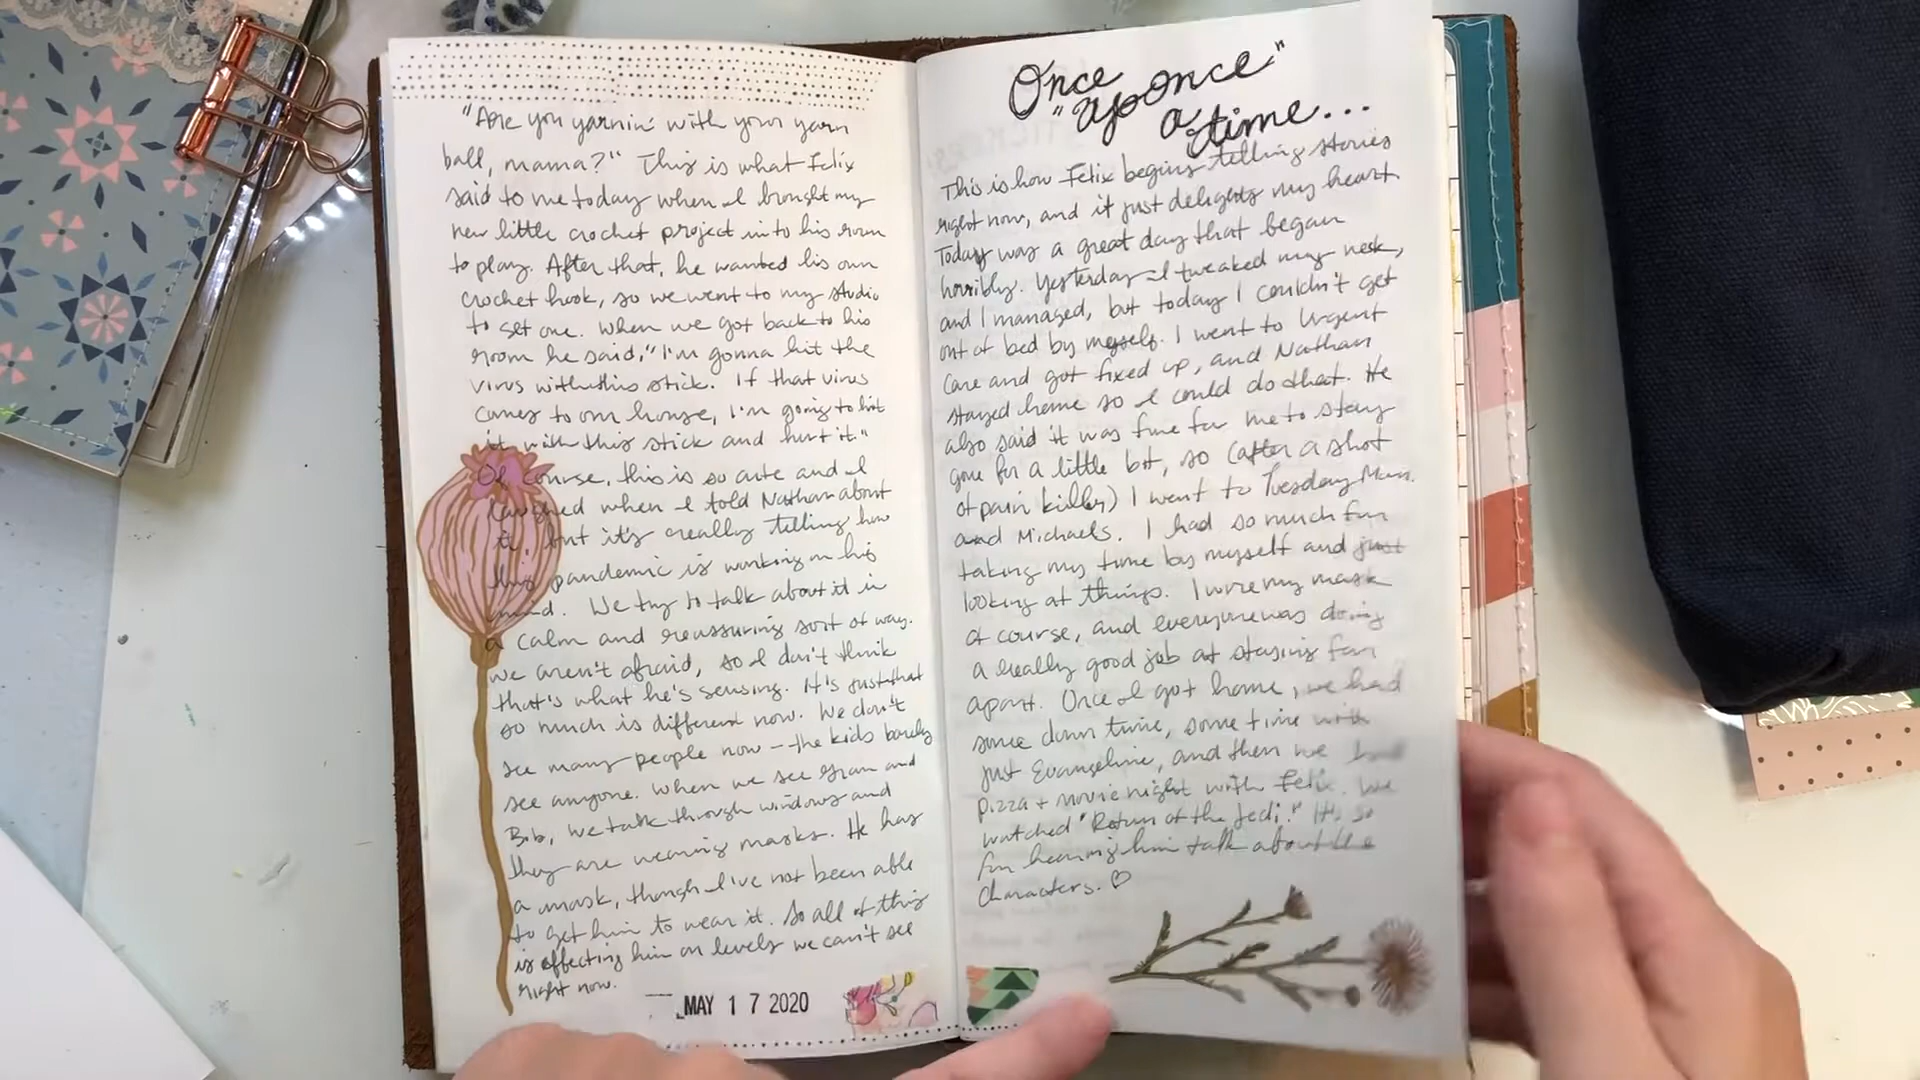 "Are you yarnin' with your yarn
ball, mama?" This is what Felix
said to me today when I brought my
new little crochet project into his room
to play. After that, he wanted his own
crochet hook, so we went to my studio
to get one. When we got back to his
room he said, "I'm gonna hit the
virus with this stick. If that virus
comes to our house, I'm going to hit
it with this stick and hurt it."
Of course, this is so cute and I
laughed when I told Nathan about
it, but it's really telling how
this pandemic is working on his
mind. We try to talk about it in
a calm and reassuring sort of way.
we aren't afraid, so I don't think
that's what he's sensing. It's just that
so much is different now. We don't
see many people now – the kids barely
see anyone. When we see Gram and
Bob, we talk through windows and
they are wearing masks. He has
a mask, though I've not been able
to get him to wear it. So all of this
is affecting him on levels we can't see
right now.
MAY 17 2020
Once
"uponce"
a time...
This is how Felix begins telling stories
right now, and it just delights my heart.
Today was a great day that began
horribly. Yesterday I tweaked my neck,
and I managed, but today I couldn't get
out of bed by myself. I went to Urgent
Care and got fixed up, and Nathan
stayed home so I could do that. He
also said it was fine for me to stay
gone for a little bit, so (after a shot
of pain killer) I went to Tuesday Morn.
and Michaels. I had so much fun
taking my time by myself and just
looking at things. I wore my mask
of course, and everyone was doing
a really good job at staying far
apart. Once I got home, we had
some down time, some time with
just Evangeline, and then we had
pizza + movie night with Felix. We
watched "Return of the Jedi." It's so
fun hearing him talk about the
characters. ♡